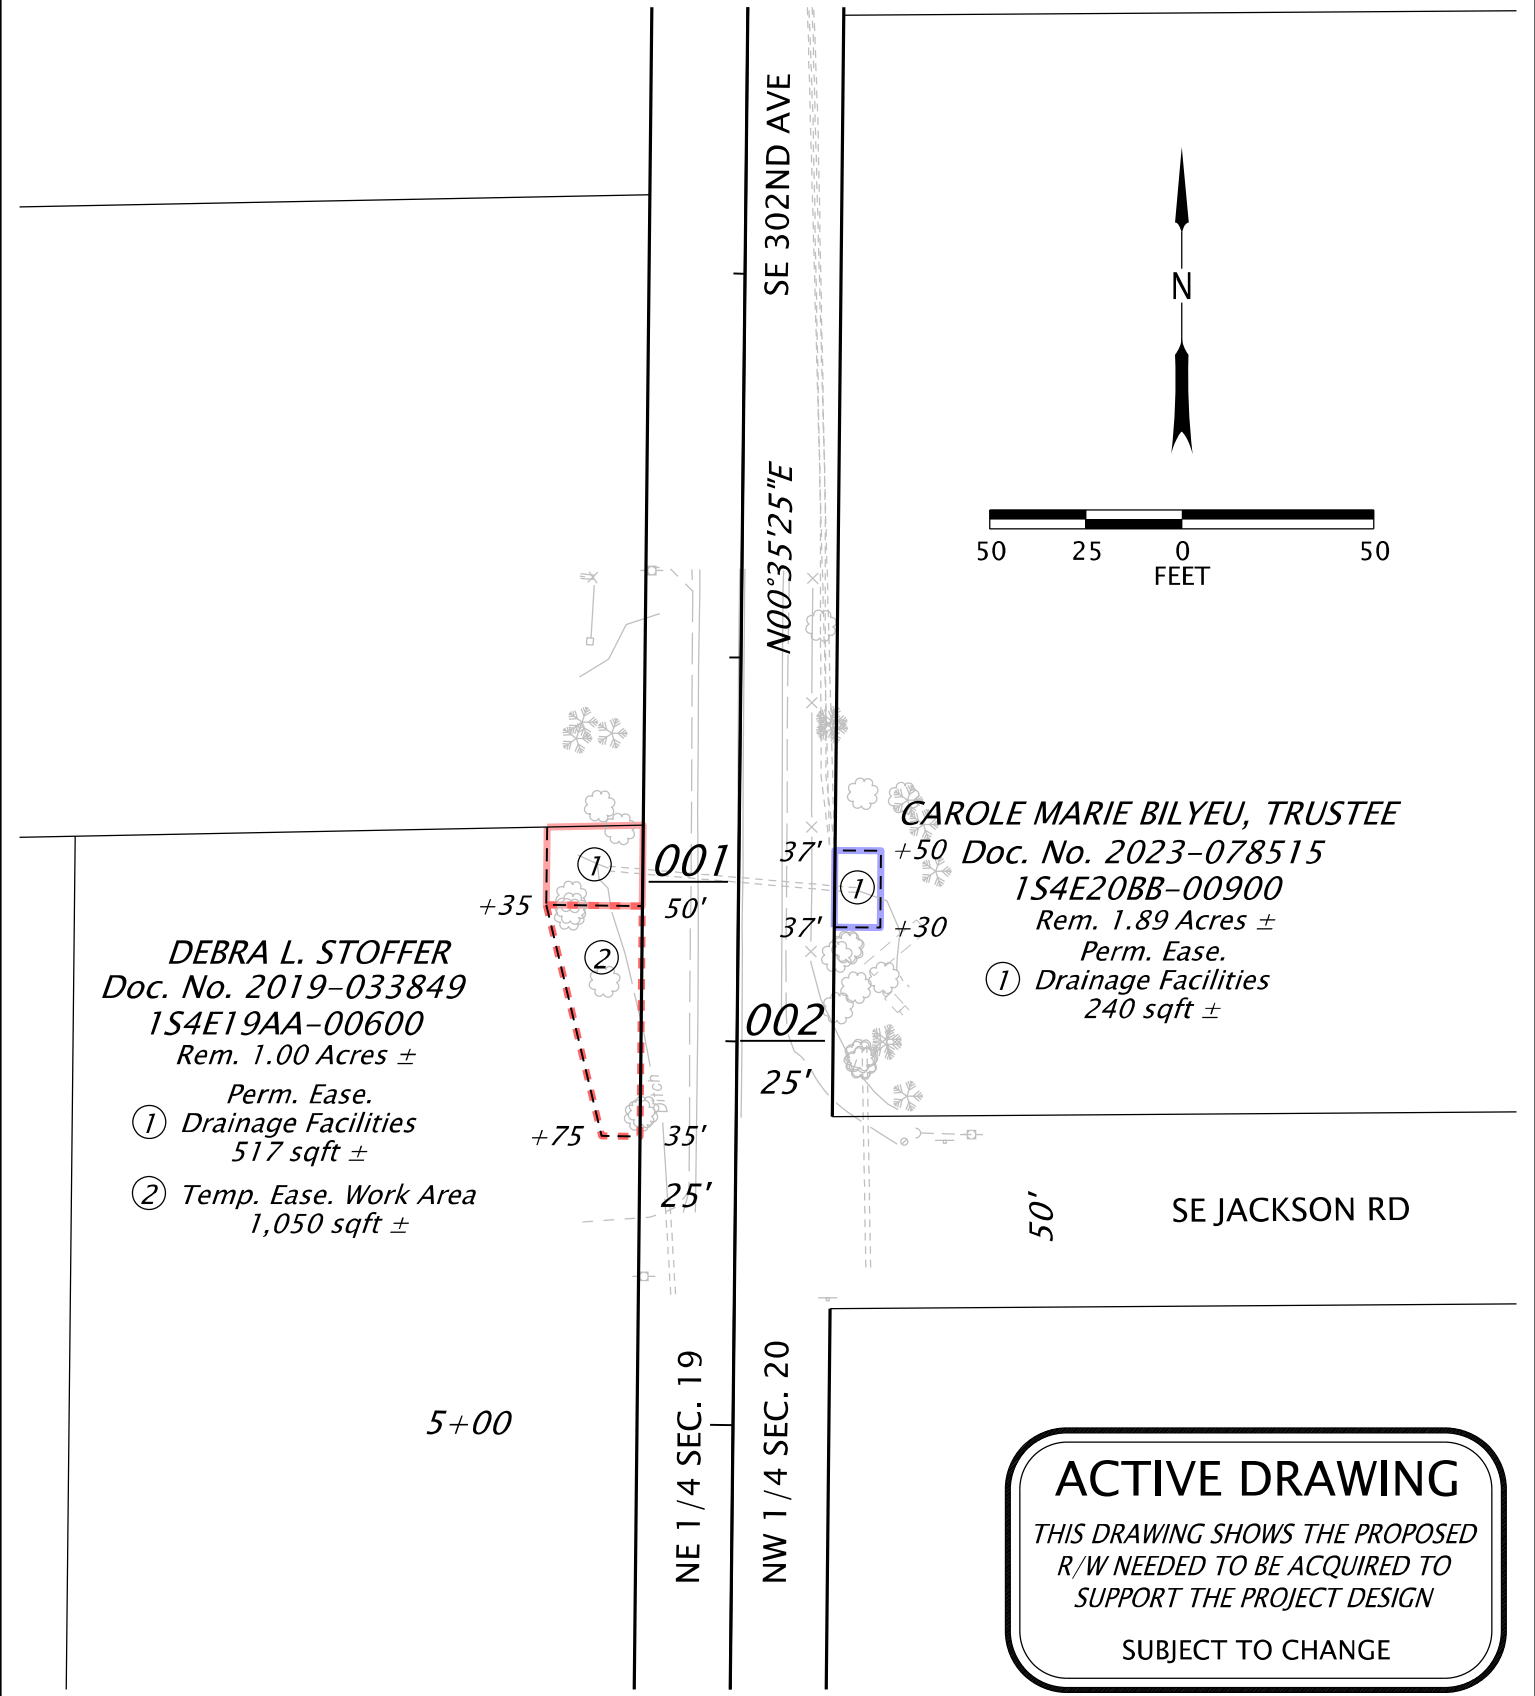 SE 302ND AVE
N
N00°35'25"E
50 25 0 50
FEET
CAROLE MARIE BILYEU, TRUSTEE
Doc. No. 2023-078515
1S4E20BB-00900
Rem. 1.89 Acres ±
Perm. Ease.
1 Drainage Facilities
240 sqft ±
37' +50
1
37' +30
1
001
+35
50'
2
DEBRA L. STOFFER
Doc. No. 2019-033849
1S4E19AA-00600
Rem. 1.00 Acres ±
Perm. Ease.
1 Drainage Facilities
517 sqft ±
2 Temp. Ease. Work Area
1,050 sqft ±
002
25'
Ditch
+75
35'
25'
50'
SE JACKSON RD
5+00
NE 1/4 SEC. 19
NW 1/4 SEC. 20
ACTIVE DRAWING
THIS DRAWING SHOWS THE PROPOSED
R/W NEEDED TO BE ACQUIRED TO
SUPPORT THE PROJECT DESIGN
SUBJECT TO CHANGE